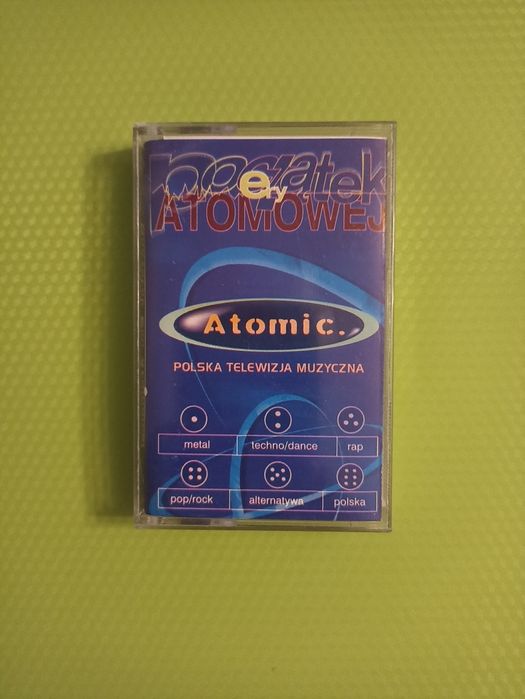 początek
ery
ATOMOWEJ
Atomic.
POLSKA TELEWIZJA MUZYCZNA
metal techno/dance rap
pop/rock alternatywa polska